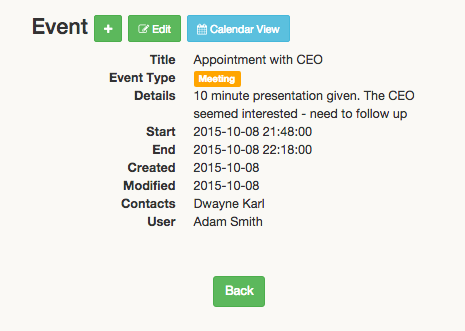 Event + Edit Calendar View
Title Appointment with CEO
Event Type Meeting
Details 10 minute presentation given. The CEO
seemed interested - need to follow up
Start 2015-10-08 21:48:00
End 2015-10-08 22:18:00
Created 2015-10-08
Modified 2015-10-08
Contacts Dwayne Karl
User Adam Smith
Back